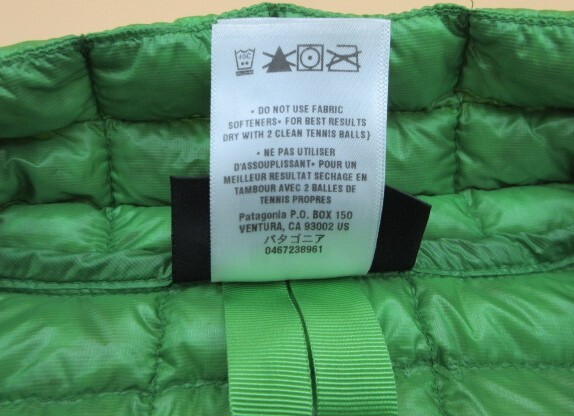 40C
• DO NOT USE FABRIC
SOFTENERS• FOR BEST RESULTS
DRY WITH 2 CLEAN TENNIS BALLS}
• NE PAS UTILISER
D'ASSOUPLISSANT• POUR UN
MEILLEUR RESULTAT SECHAGE EN
TAMBOUR AVEC 2 BALLES DE
TENNIS PROPRES
Patagonia P.O. BOX 150
VENTURA, CA 93002 US
パタゴニア
0467238961